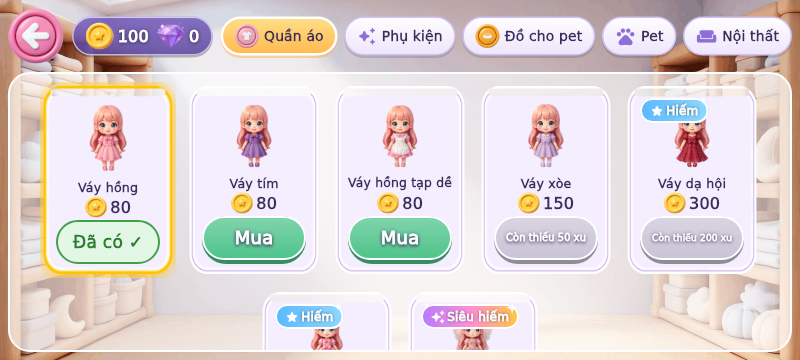 100 0 Quần áo Phụ kiện Đồ cho pet Pet Nội thất
Váy hồng
80
Đã có ✓
Váy tím
80
Mua
Váy hồng tạp dề
80
Mua
Váy xòe
150
Còn thiếu 50 xu
Hiếm
Váy dạ hội
300
Còn thiếu 200 xu
Hiếm
Siêu hiếm